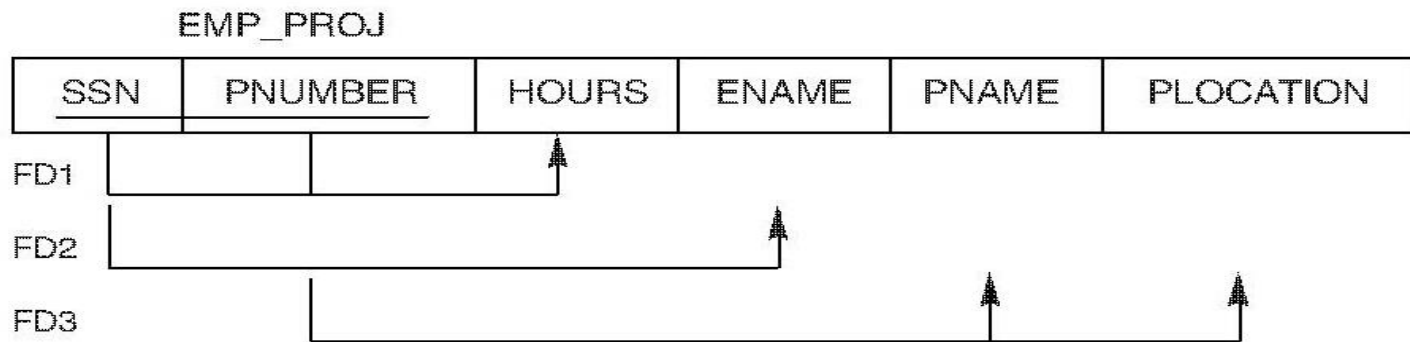 EMP_PROJ
SSN PNUMBER HOURS ENAME PNAME PLOCATION
FD1
FD2
FD3